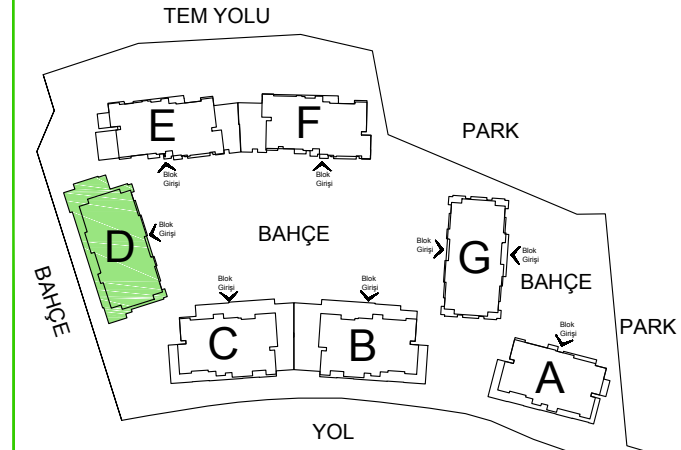 TEM YOLU
E
F
PARK
Blok
Girişi
Blok
Girişi
D
Blok
Girişi
BAHÇE
Blok
Girişi
G
Blok
Girişi
BAHÇE
BAHÇE
Blok
Girişi
Blok
Girişi
C
B
Blok
Girişi
PARK
A
YOL